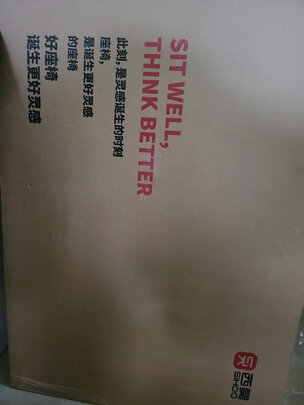 SIT WELL,
THINK BETTER
此刻,是灵感诞生的时刻
座椅,
是诞生更好灵感
的座椅
好座椅
诞生更好灵感
西昊
SIHOO